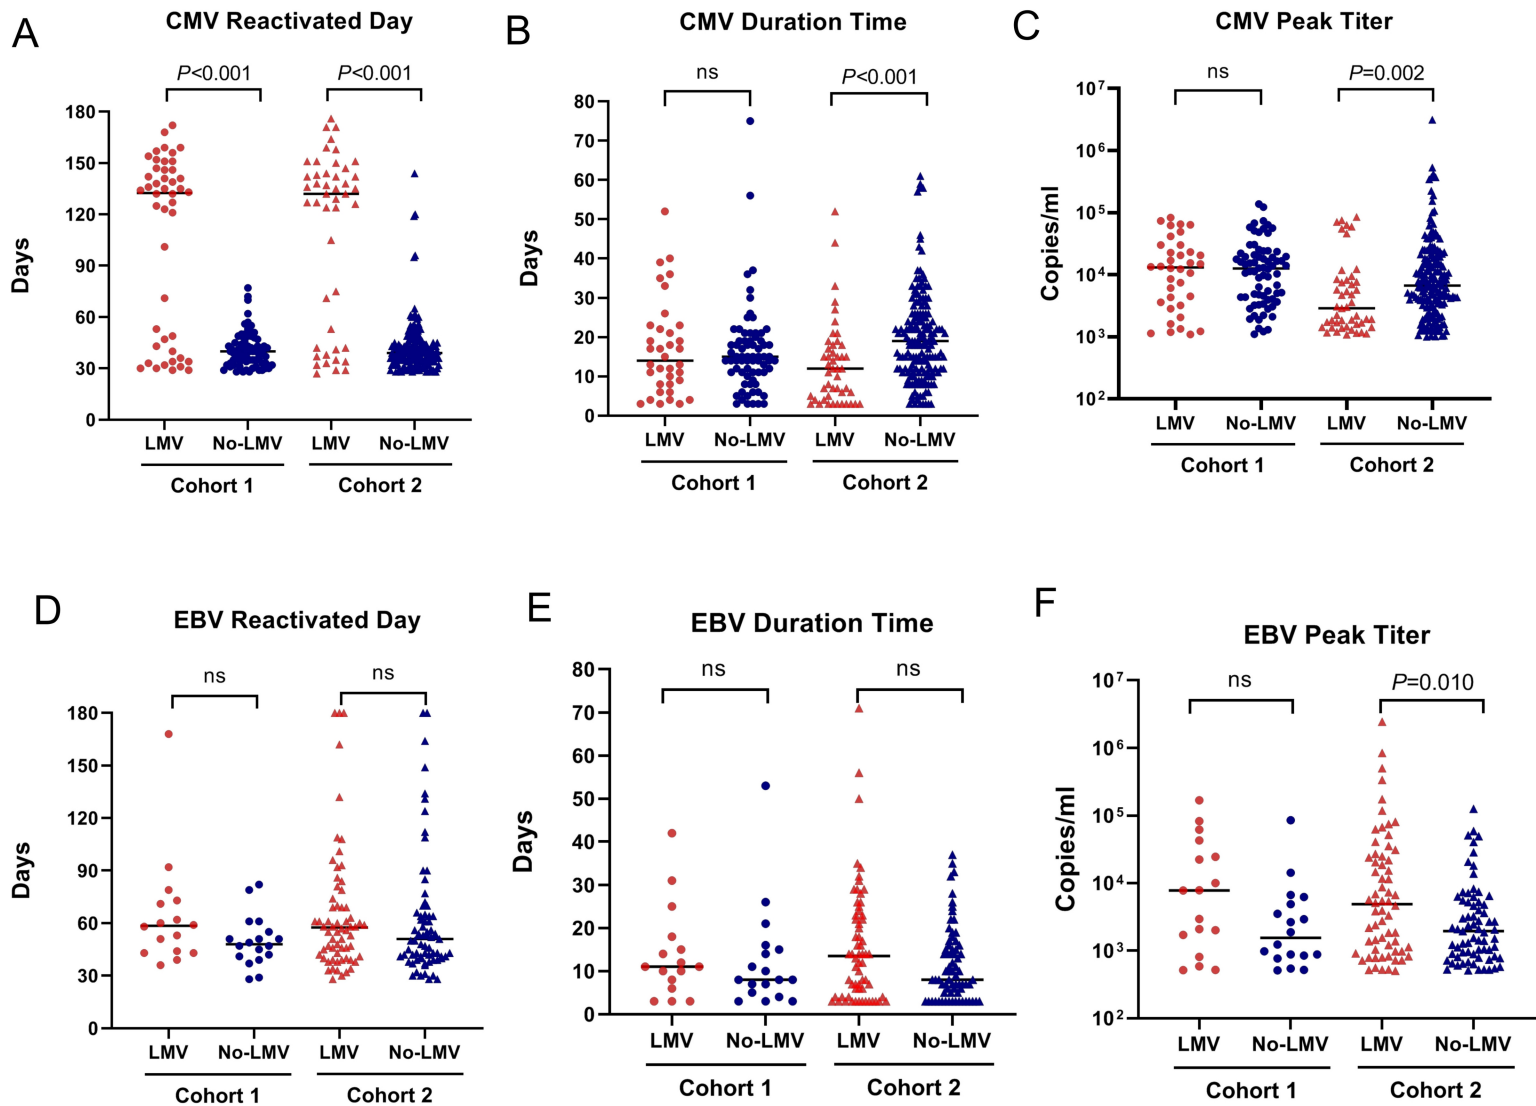 A
CMV Reactivated Day
P<0.001
P<0.001
Days
180
150
120
90
60
30
0
LMV
No-LMV
LMV
No-LMV
Cohort 1
Cohort 2
B
CMV Duration Time
ns
P<0.001
Days
80
70
60
50
40
30
20
10
0
LMV
No-LMV
LMV
No-LMV
Cohort 1
Cohort 2
C
CMV Peak Titer
ns
P=0.002
Copies/ml
10⁷
10⁶
10⁵
10⁴
10³
10²
LMV
No-LMV
LMV
No-LMV
Cohort 1
Cohort 2
D
EBV Reactivated Day
ns
ns
Days
180
150
120
90
60
30
0
LMV
No-LMV
LMV
No-LMV
Cohort 1
Cohort 2
E
EBV Duration Time
ns
ns
Days
80
70
60
50
40
30
20
10
0
LMV
No-LMV
LMV
No-LMV
Cohort 1
Cohort 2
F
EBV Peak Titer
ns
P=0.010
Copies/ml
10⁷
10⁶
10⁵
10⁴
10³
10²
LMV
No-LMV
LMV
No-LMV
Cohort 1
Cohort 2